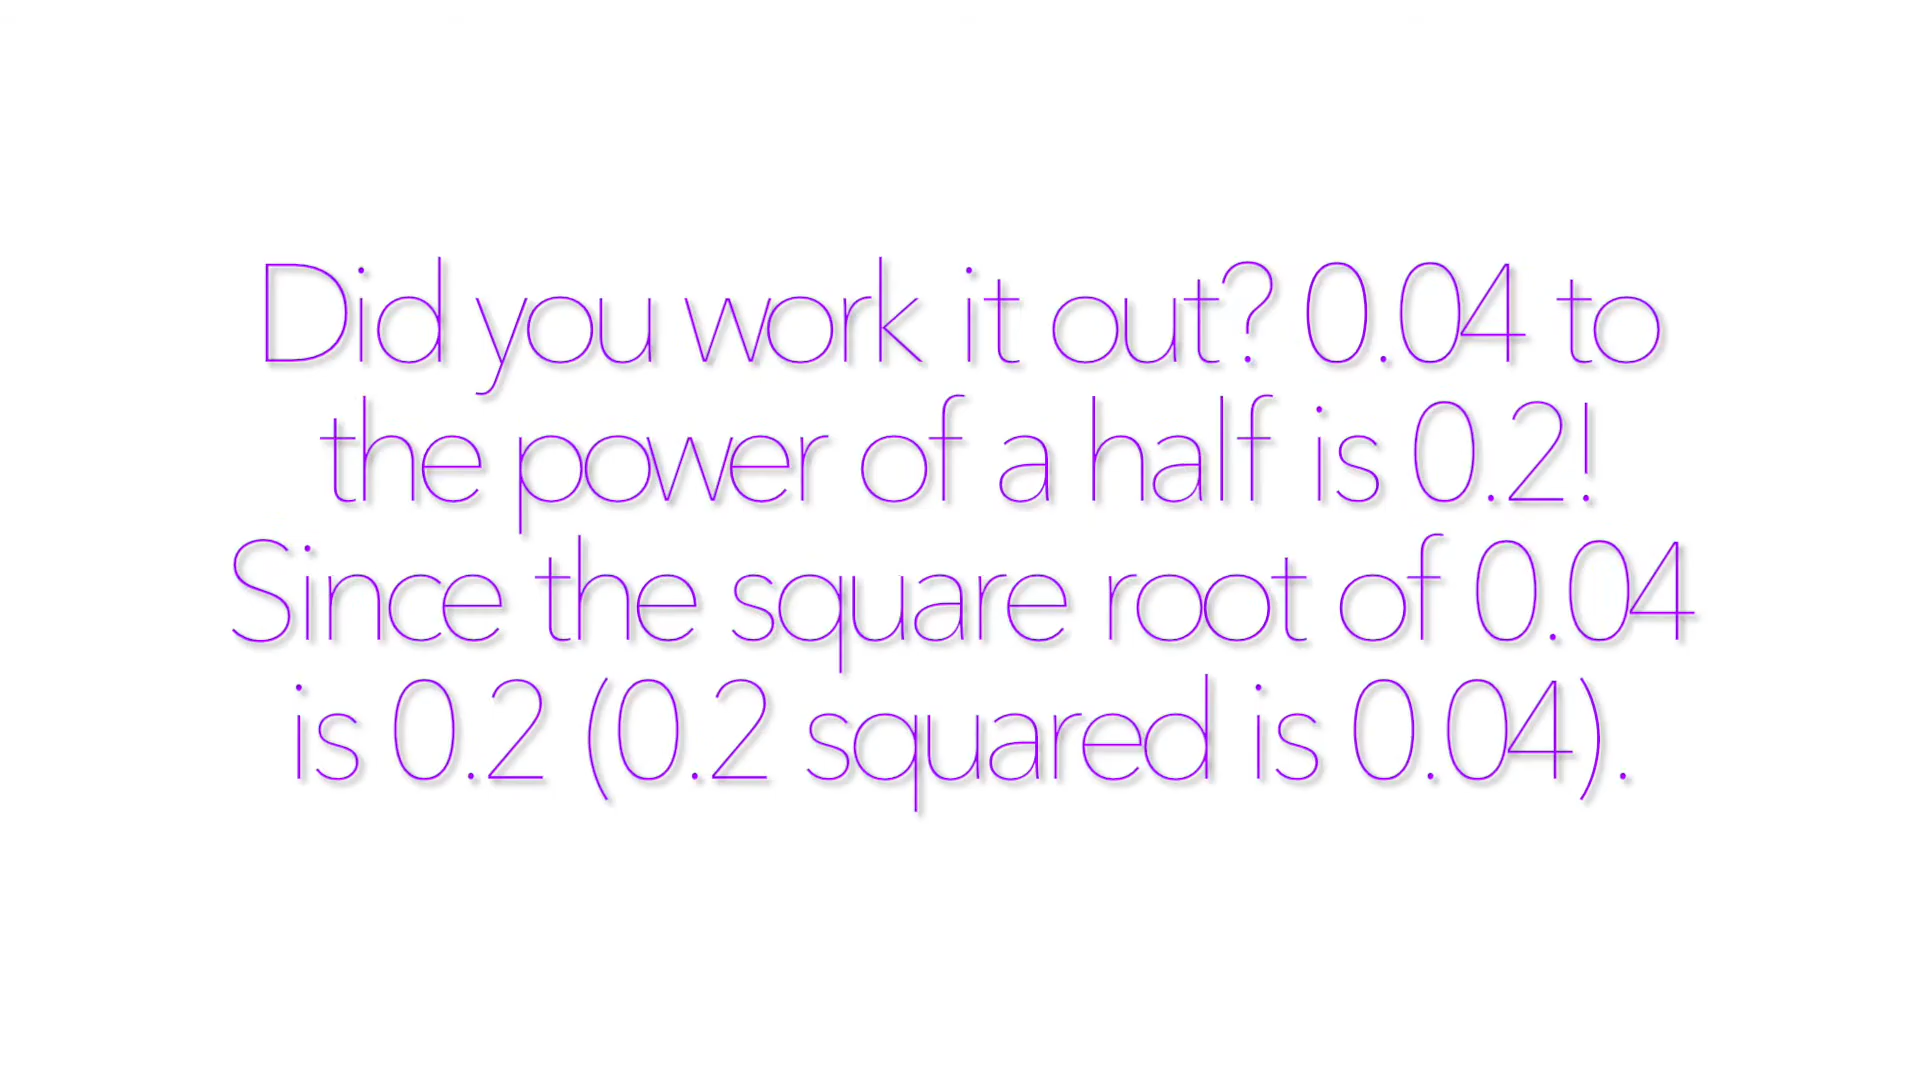 Did you work it out? 0.04 to
the power of a half is 0.2!
Since the square root of 0.04
is 0.2 (0.2 squared is 0.04).